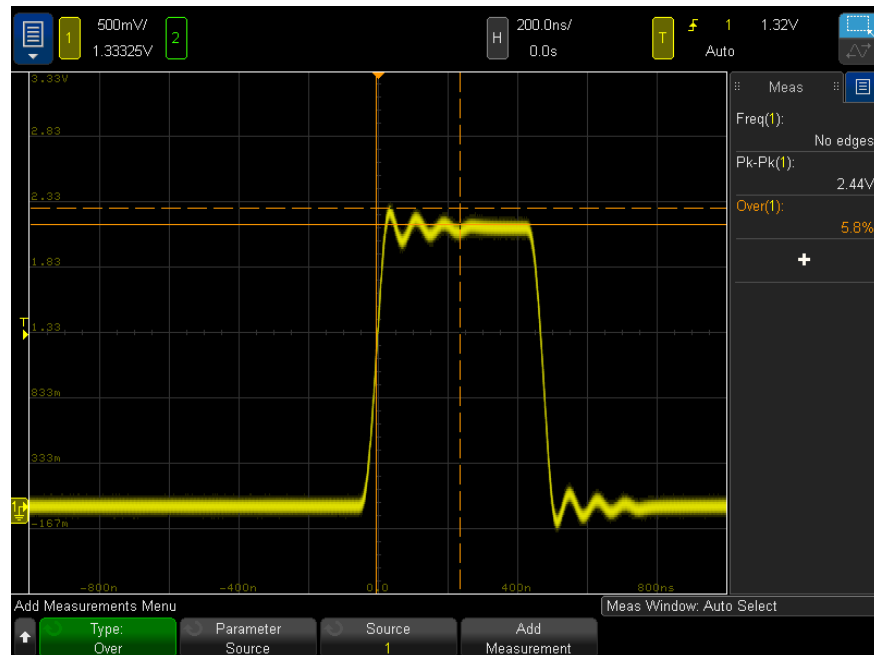 1 500mV/ 2 H 200.0ns/ T 1 1.32V
1.33325V 0.0s Auto
3.33V
2.83
2.33
1.83
1.33
833m
333m
-167m
-800n -400n 0.0 400n 800ns
T
1
Meas
Freq(1):
No edges
Pk-Pk(1):
2.44V
Over(1):
5.8%
+
Add Measurements Menu
Meas Window: Auto Select
Type: Parameter Source Add
Over Source 1 Measurement